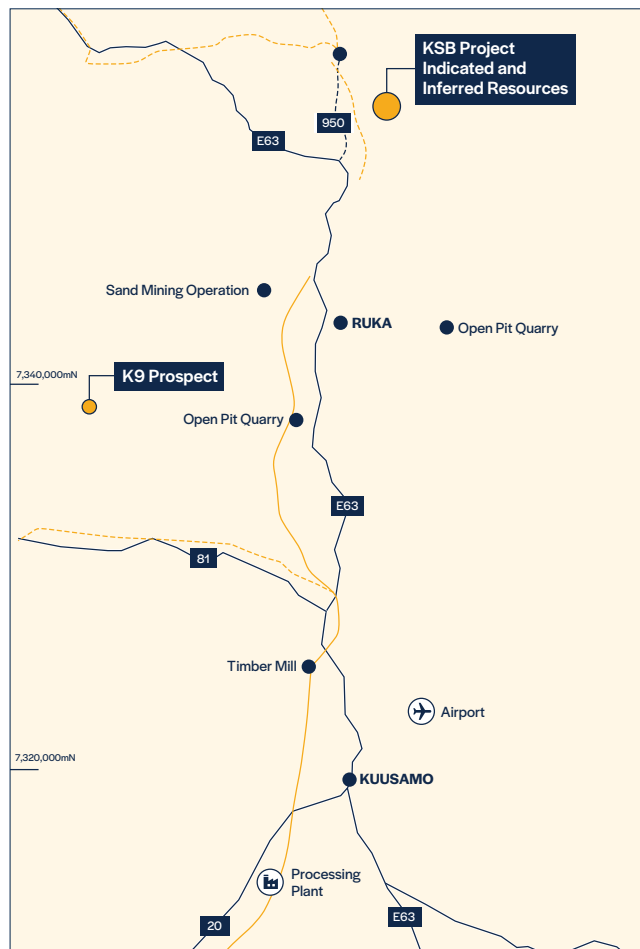 KSB Project
Indicated and
Inferred Resources
950
E63
Sand Mining Operation
RUKA
Open Pit Quarry
7,340,000mN
K9 Prospect
Open Pit Quarry
E63
81
Timber Mill
Airport
7,320,000mN
KUUSAMO
Processing
Plant
20
E63